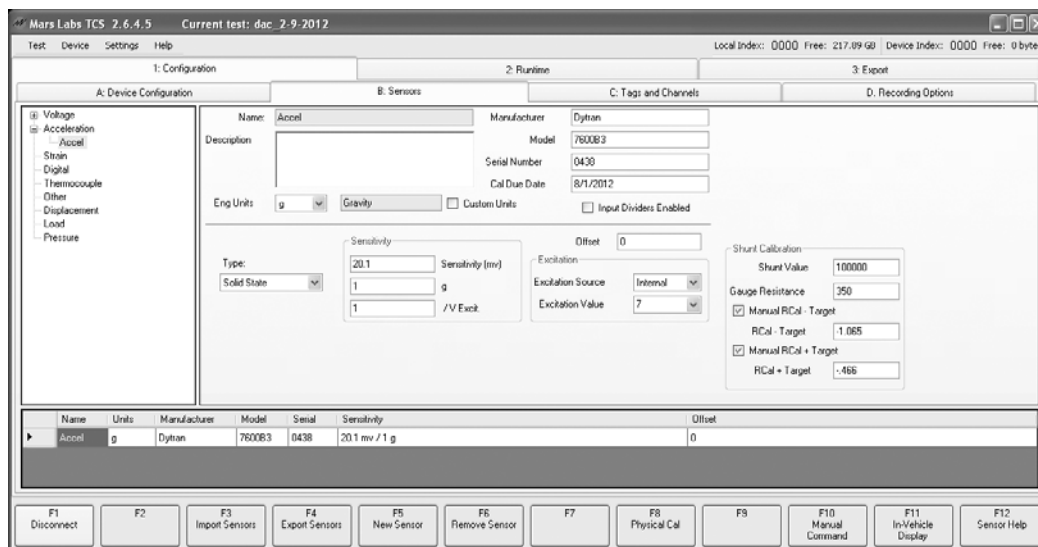 Mars Labs TCS 2.6.4.5 Current test: dac_2-9-2012
Test Device Settings Help Local Index: 0000 Free: 217.09 GB Device Index: 0000 Free: 0 byte
1: Configuration 2: Runtime 3: Export
A: Device Configuration B: Sensors C: Tags and Channels D. Recording Options
Voltage
Acceleration
Accel
Strain
Digital
Thermocouple
Other
Displacement
Load
Pressure
Name: Accel Manufacturer Dytran
Description Model 7600B3
Serial Number 0438
Cal Due Date 8/1/2012
Eng Units g Gravity Custom Units Input Dividers Enabled
Offset 0
Type:
Solid State
Sensitivity
20.1 Sensitivity (mv)
1 g
1 / V Excit.
Excitation
Excitation Source Internal
Excitation Value 7
Shunt Calibration
Shunt Value 100000
Gauge Resistance 350
Manual RCal - Target
RCal - Target -1.065
Manual RCal + Target
RCal + Target -.466
Name Units Manufacturer Model Serial Sensitivity Offset
Accel g Dytran 7600B3 0438 20.1 mv / 1 g 0
F1 F2 F3 F4 F5 F6 F7 F8 F9 F10 F11 F12
Disconnect Import Sensors Export Sensors New Sensor Remove Sensor Physical Cal Manual In-Vehicle Sensor Help
Command Display